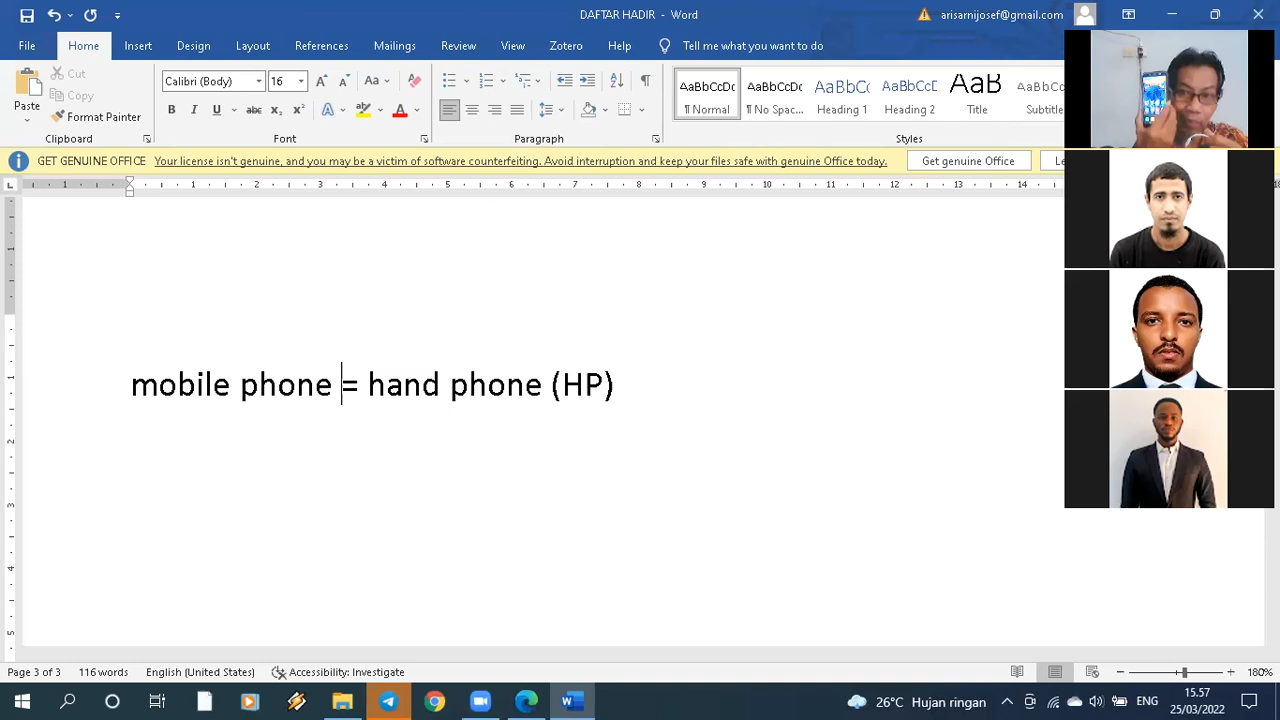 DAFTAR HADIR - Word
arisarnijosef@gmail.com
File Home Insert Design Layout References Mailings Review View Zotero Help Tell me what you want to do
Paste
Cut
Copy
Format Painter
Calibri (Body) 16
AaBbCcDc AaBbCcDc AaBbCc AaBbCcD AaB AaBbCcD
¶ Normal ¶ No Spac... Heading 1 Heading 2 Title Subtitle
Clipboard Font Paragraph Styles
GET GENUINE OFFICE Your license isn't genuine, and you may be a victim of software counterfeiting. Avoid interruption and keep your files safe with genuine Office today. Get genuine Office
mobile phone = hand phone (HP)
Page 3 of 3 116 words English (United States) Accessibility: Investigate 180%
26°C Hujan ringan ENG
15.57
25/03/2022